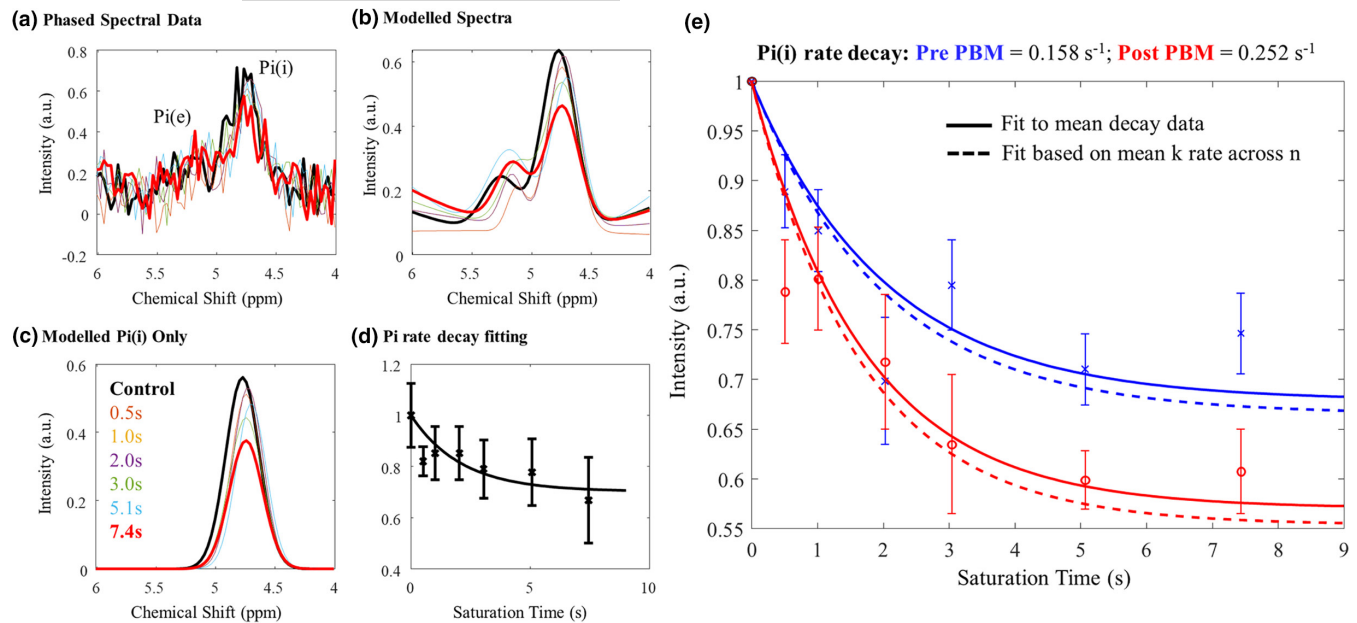 (a) Phased Spectral Data
0.8
0.6
0.4
0.2
0
-0.2
Intensity (a.u.)
Pi(i)
Pi(e)
6 5.5 5 4.5 4
Chemical Shift (ppm)
(b) Modelled Spectra
0.6
0.4
0.2
0
Intensity (a.u.)
6 5.5 5 4.5 4
Chemical Shift (ppm)
(c) Modelled Pi(i) Only
0.6
0.4
0.2
0
Intensity (a.u.)
Control
0.5s
1.0s
2.0s
3.0s
5.1s
7.4s
6 5.5 5 4.5 4
Chemical Shift (ppm)
(d) Pi rate decay fitting
1.2
1.0
0.8
0.6
0.4
Intensity (a.u.)
0 5 10
Saturation Time (s)
(e)
Pi(i) rate decay: Pre PBM = 0.158 s⁻¹; Post PBM = 0.252 s⁻¹
Fit to mean decay data
Fit based on mean k rate across n
1
0.95
0.9
0.85
0.8
0.75
0.7
0.65
0.6
0.55
Intensity (a.u.)
0 1 2 3 4 5 6 7 8 9
Saturation Time (s)